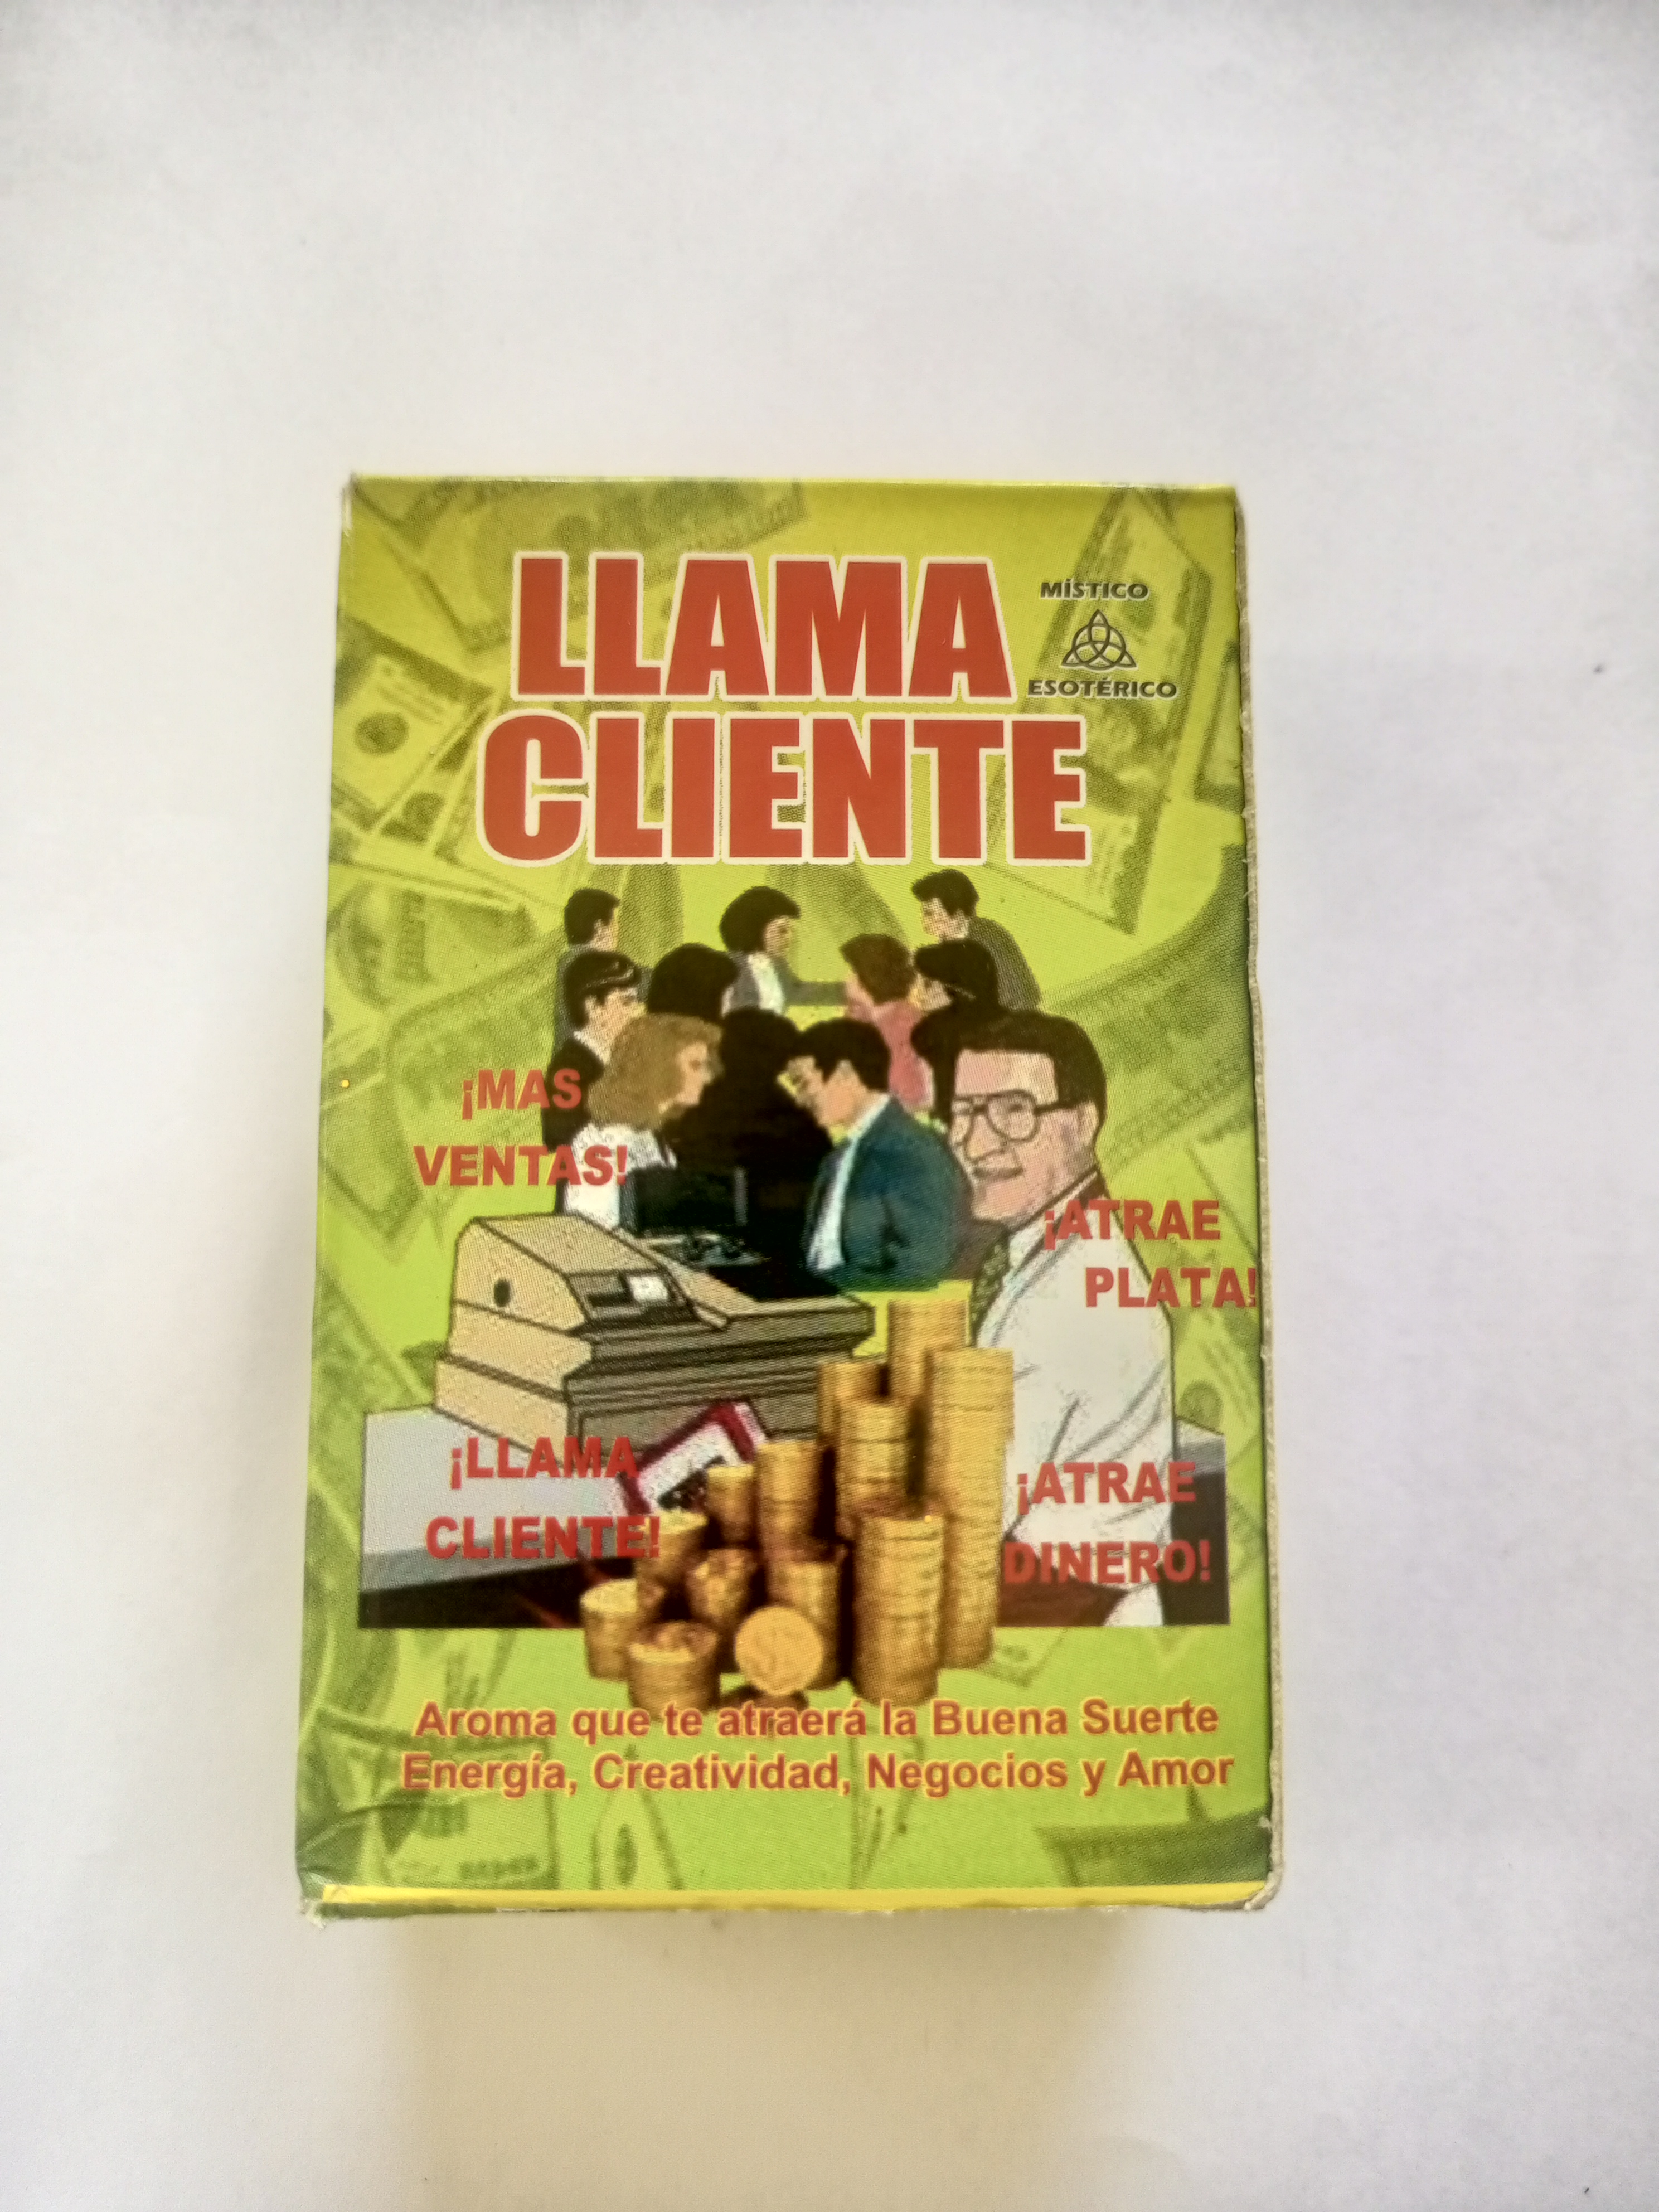 LLAMA
MÍSTICO
ESOTÉRICO
CLIENTE
¡MAS
VENTAS!
¡ATRAE
PLATA!
¡LLAMA
CLIENTE!
¡ATRAE
DINERO!
Aroma que te atraerá la Buena Suerte
Energía, Creatividad, Negocios y Amor